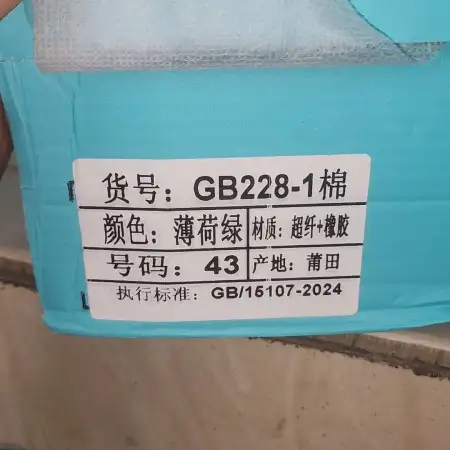 货号：GB228-1棉
颜色：薄荷绿 材质：超纤+橡胶
号码：43 产地：莆田
执行标准：GB/15107-2024